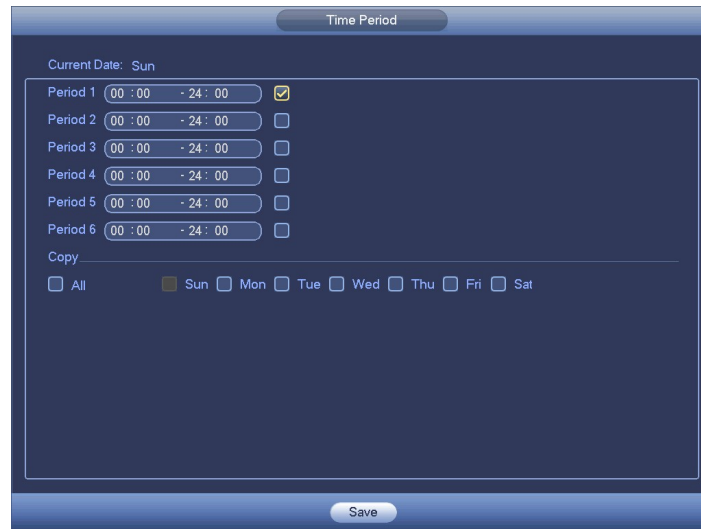 Time Period
Current Date: Sun
Period 1 00 :00 - 24 : 00
Period 2 00 :00 - 24 : 00
Period 3 00 :00 - 24 : 00
Period 4 00 :00 - 24 : 00
Period 5 00 :00 - 24 : 00
Period 6 00 :00 - 24 : 00
Copy
All Sun Mon Tue Wed Thu Fri Sat
Save